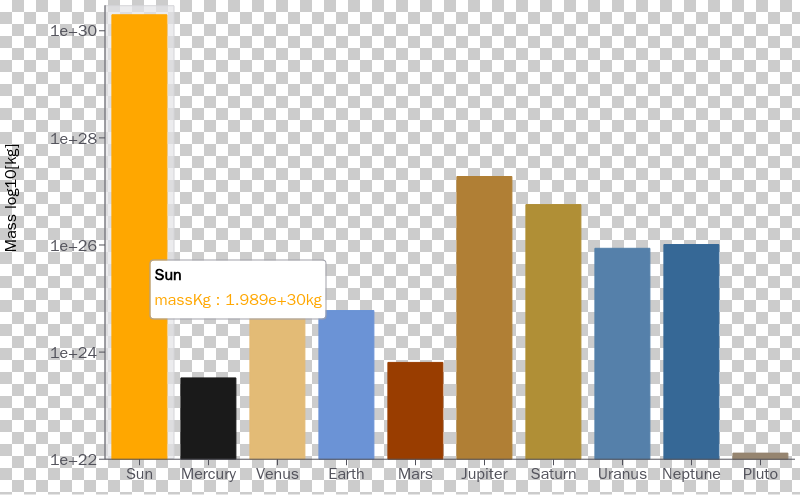 Mass log10[kg]
1e+30
1e+28
1e+26
1e+24
1e+22
Sun
massKg : 1.989e+30kg
Sun Mercury Venus Earth Mars Jupiter Saturn Uranus Neptune Pluto